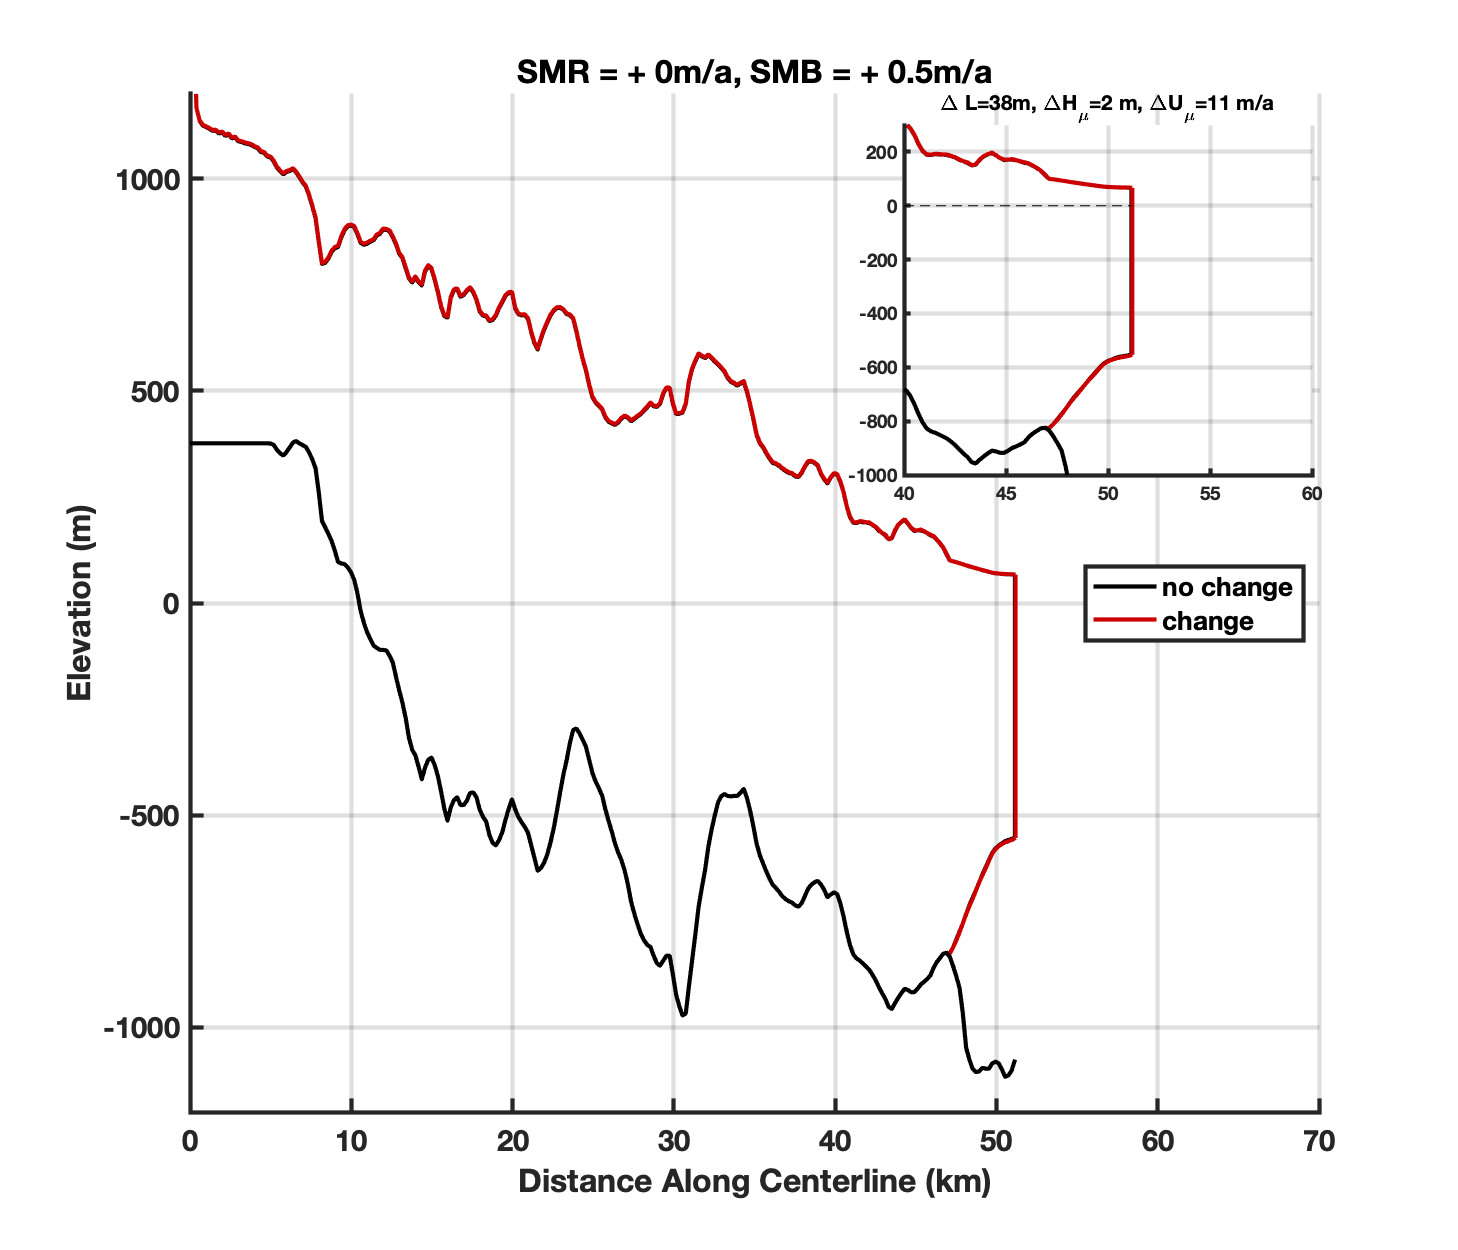 SMR = + 0m/a, SMB = + 0.5m/a
Δ L=38m, ΔHμ=2 m, ΔUμ=11 m/a
200
0
-200
-400
-600
-800
-1000
40 45 50 55 60
1000
500
0
-500
-1000
Elevation (m)
no change
change
0 10 20 30 40 50 60 70
Distance Along Centerline (km)